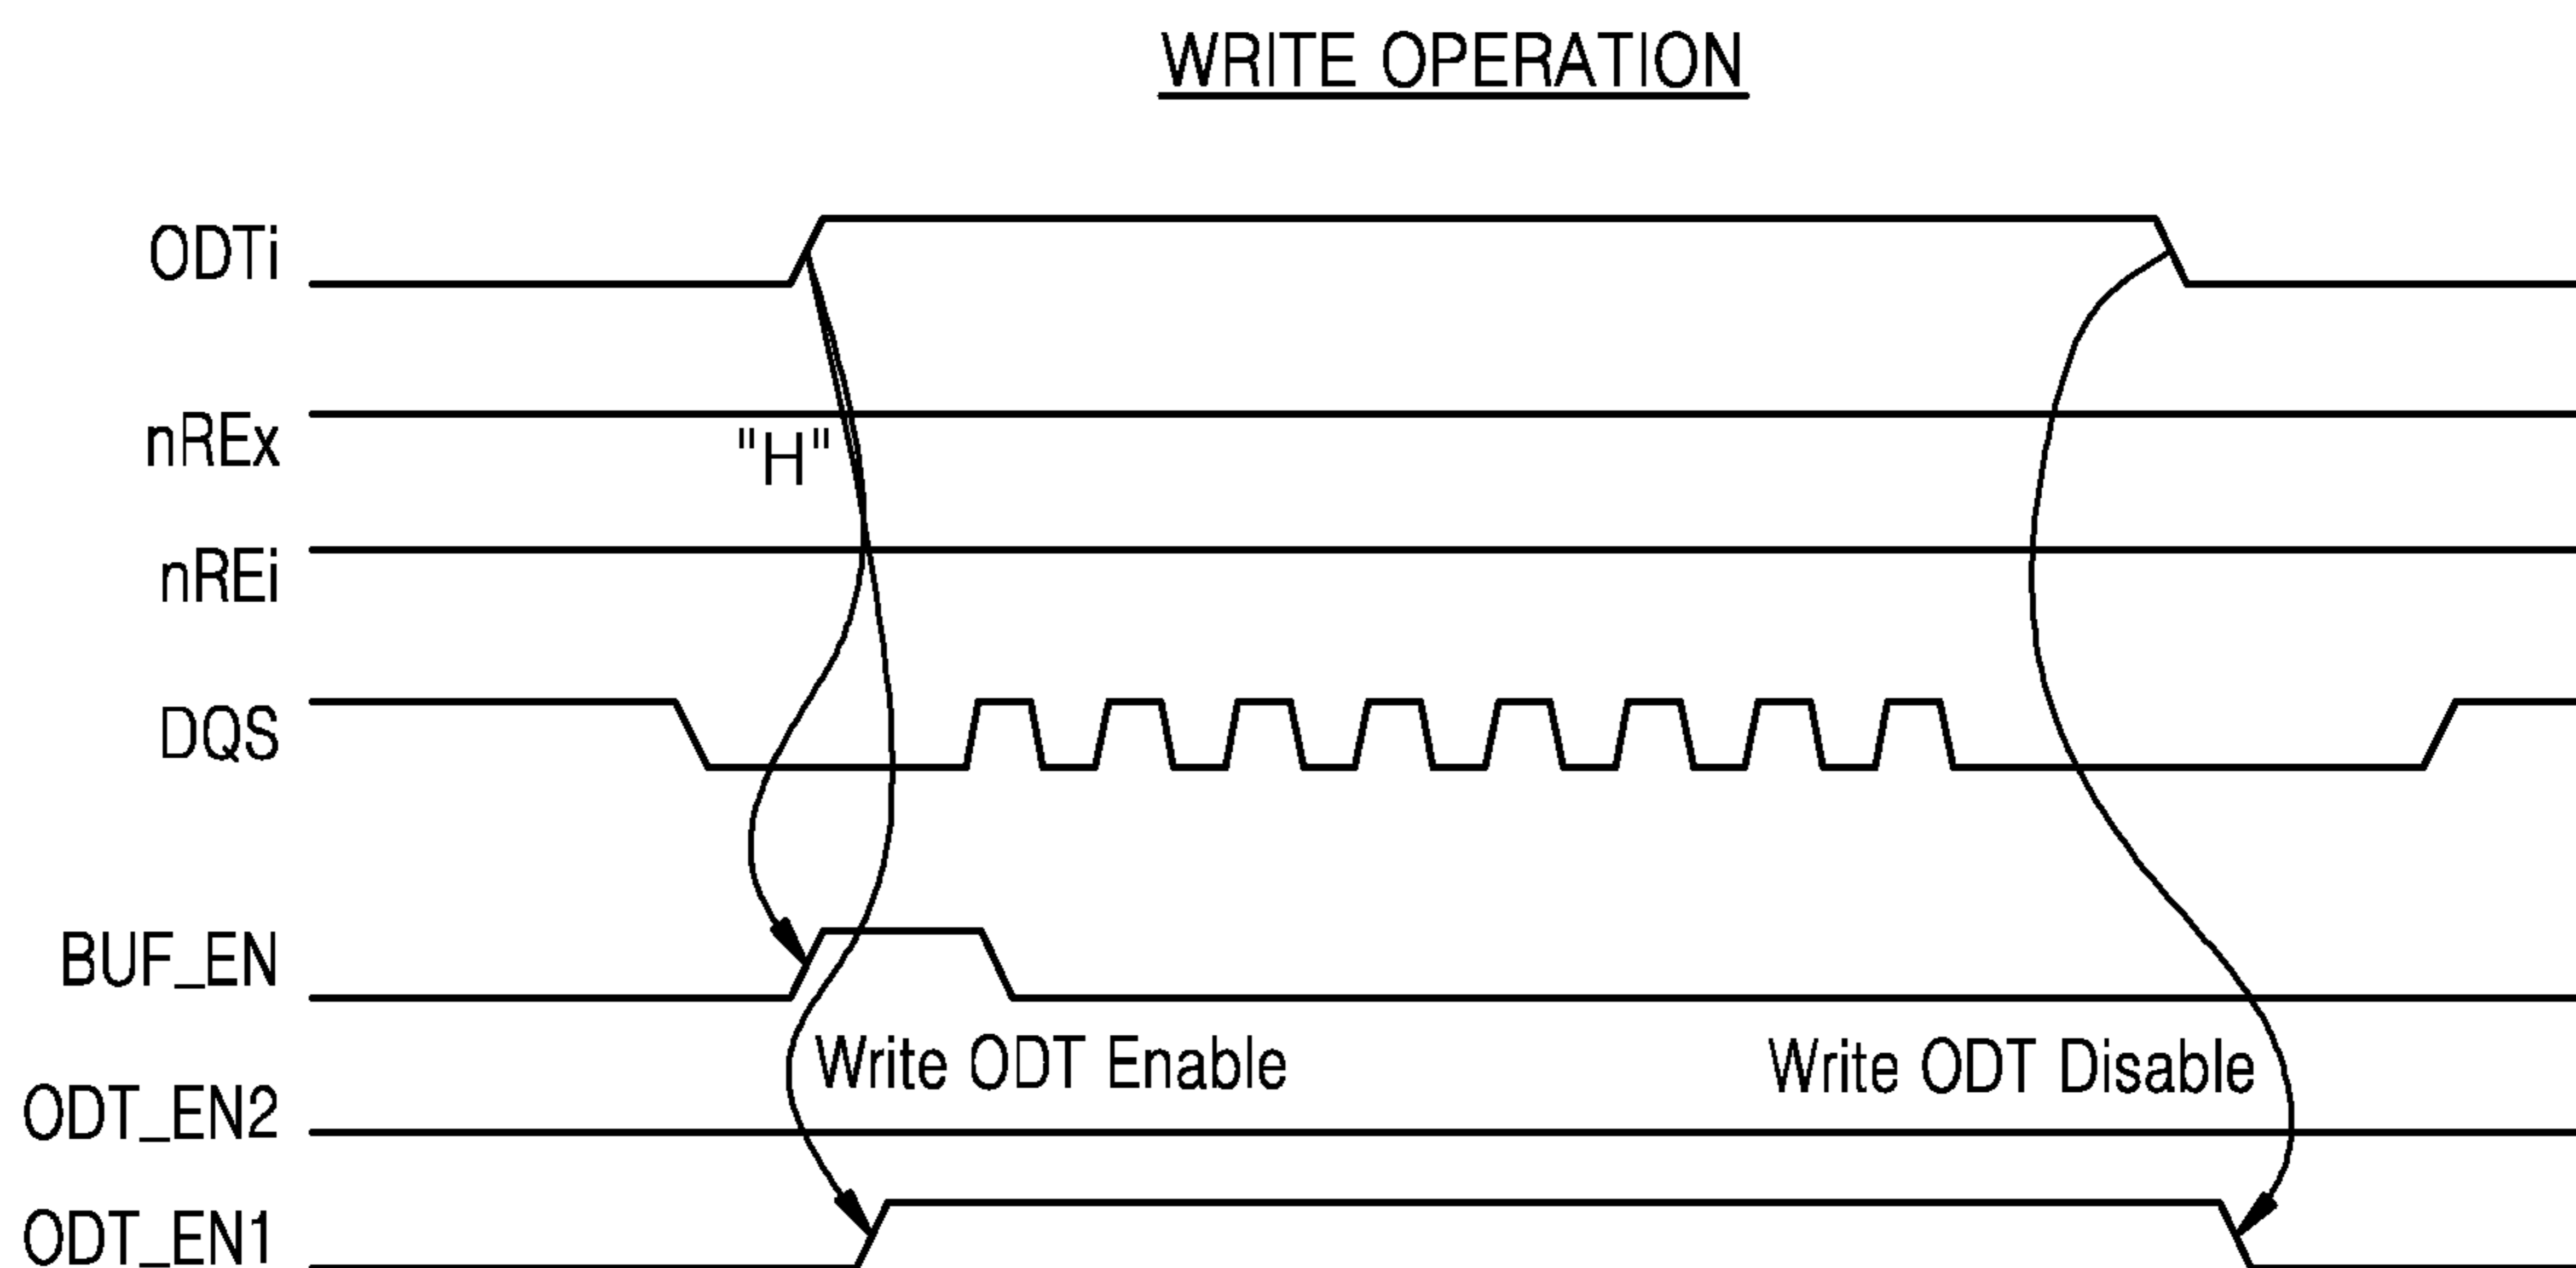 WRITE OPERATION
ODTi
nREx
"H"
nREi
DQS
BUF_EN
Write ODT Enable
Write ODT Disable
ODT_EN2
ODT_EN1